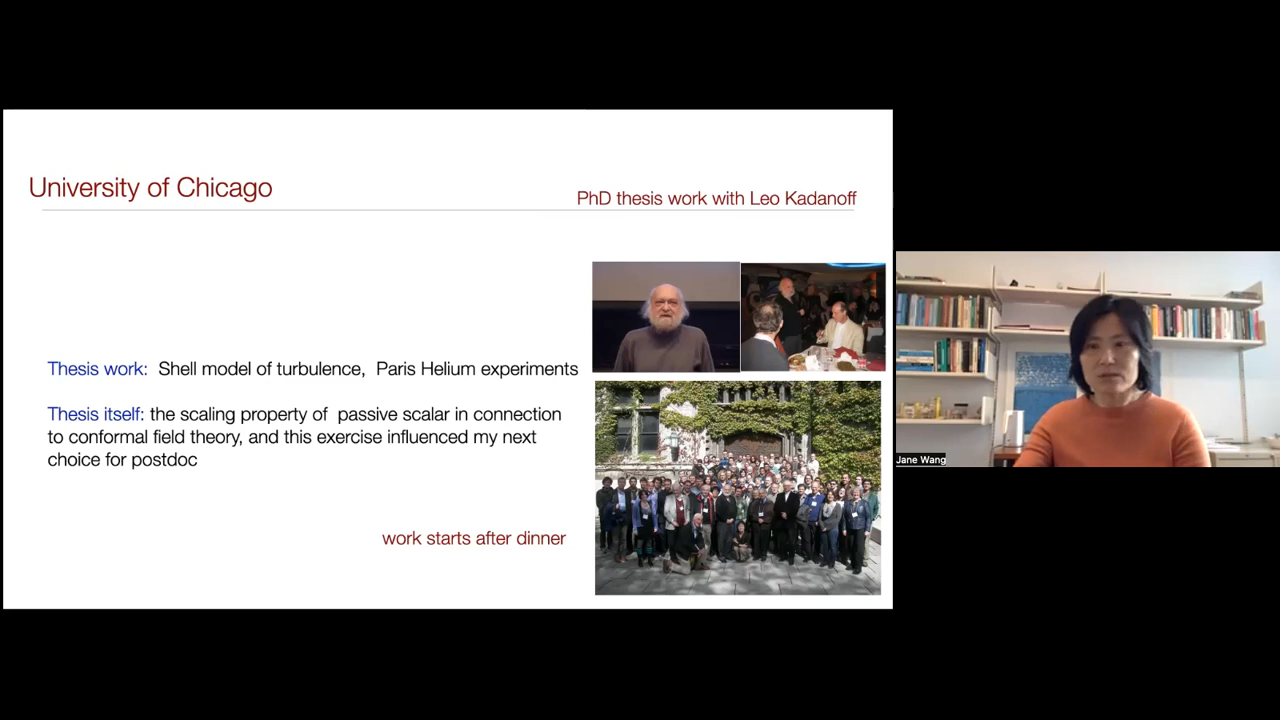 University of Chicago
PhD thesis work with Leo Kadanoff
Thesis work: Shell model of turbulence, Paris Helium experiments
Thesis itself: the scaling property of passive scalar in connection
to conformal field theory, and this exercise influenced my next
choice for postdoc
work starts after dinner
Jane Wang